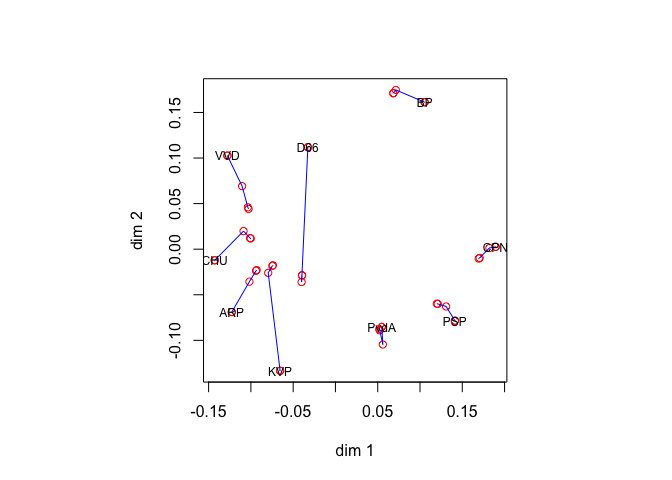 BP
D66
VVD
CPN
CHU
ARP
PvdA
PSP
KVP
0.15
0.10
0.05
0.00
-0.10
dim 2
-0.15 -0.05 0.05 0.15
dim 1